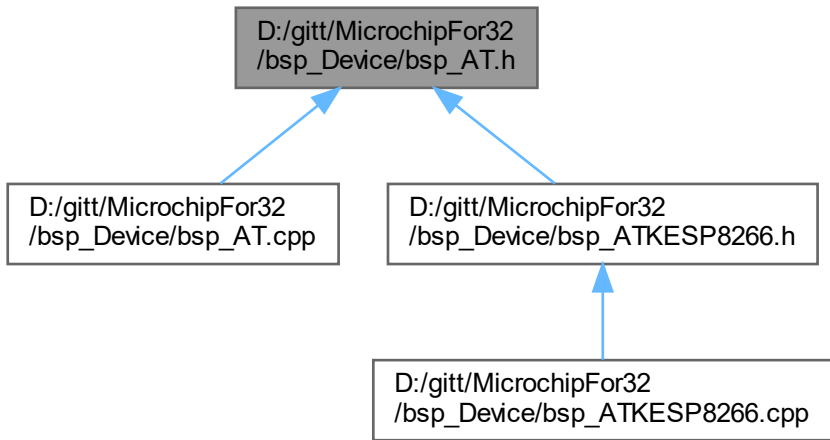 D:/gitt/MicrochipFor32
/bsp_Device/bsp_AT.h
D:/gitt/MicrochipFor32
/bsp_Device/bsp_AT.cpp
D:/gitt/MicrochipFor32
/bsp_Device/bsp_ATKESP8266.h
D:/gitt/MicrochipFor32
/bsp_Device/bsp_ATKESP8266.cpp